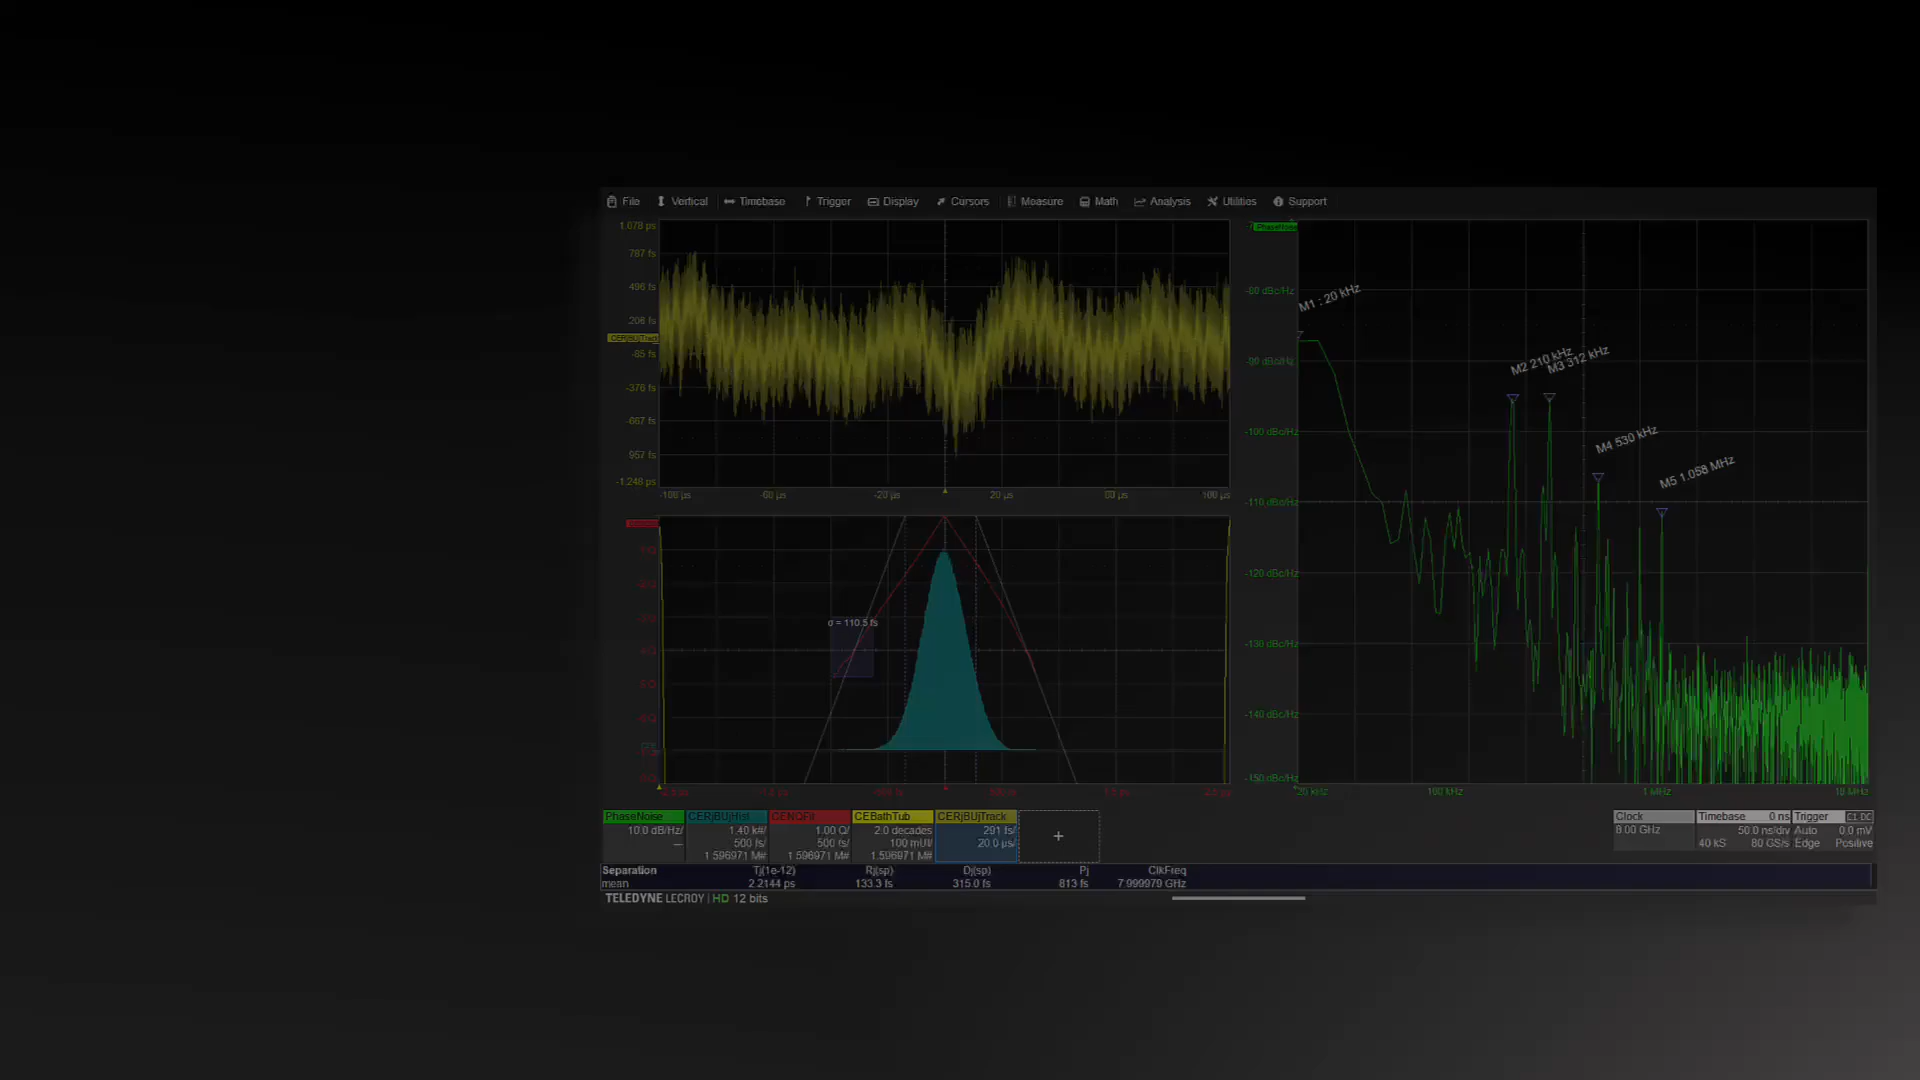 File Vertical Timebase Trigger Display Cursors Measure Math Analysis Utilities Support
1.078 ps
787 fs
496 fs
206 fs
-85 fs
-376 fs
-667 fs
957 fs
-1.248 ps
-60 µs -20 µs 20 µs 60 µs 100 µs
σ = 110.5 fs
PhaseNoise
-80 dBc/Hz
-90 dBc/Hz
-100 dBc/Hz
-110 dBc/Hz
-120 dBc/Hz
-130 dBc/Hz
-140 dBc/Hz
-150 dBc/Hz
M1 : 20 kHz
M2 210 kHz
M3 312 kHz
M4 530 kHz
M5 1.058 MHz
20 kHz 100 kHz 1 MHz 10 MHz
PhaseNoise
10.0 dB/Hz/
---
CERjBUjHist
1.40 k#/
500 fs/
1.596971 M#
CENQFit
1.00 Q/
500 fs/
1.596971 M#
CEBathTub
2.0 decades
100 mUI/
1.596971 M#
CERjBUjTrack
291 fs/
20.0 µs/
+
Clock
8.00 GHz
Timebase 0 ns
50.0 ns/div
40 kS 80 GS/s
Trigger C1 DC
Auto 0.0 mV
Edge Positive
Separation Tj(1e-12) Rj(sp) Dj(sp) Pj ClkFreq
mean 2.2144 ps 133.3 fs 315.0 fs 813 fs 7.999979 GHz
TELEDYNE LECROY | HD 12 bits